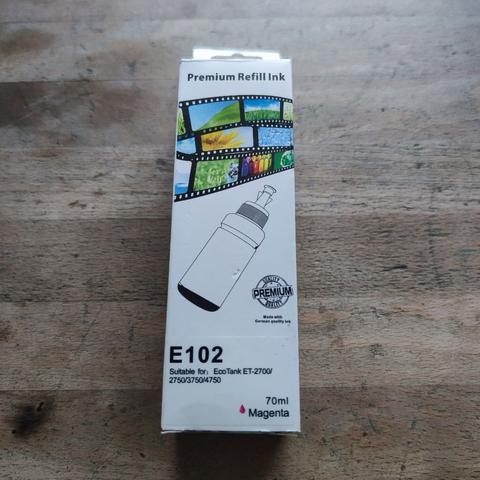 Premium Refill Ink
QUALITY
PREMIUM
QUALITY
Made with
German quality ink
E102
Suitable for: EcoTank ET-2700/
2750/3750/4750
70ml
Magenta